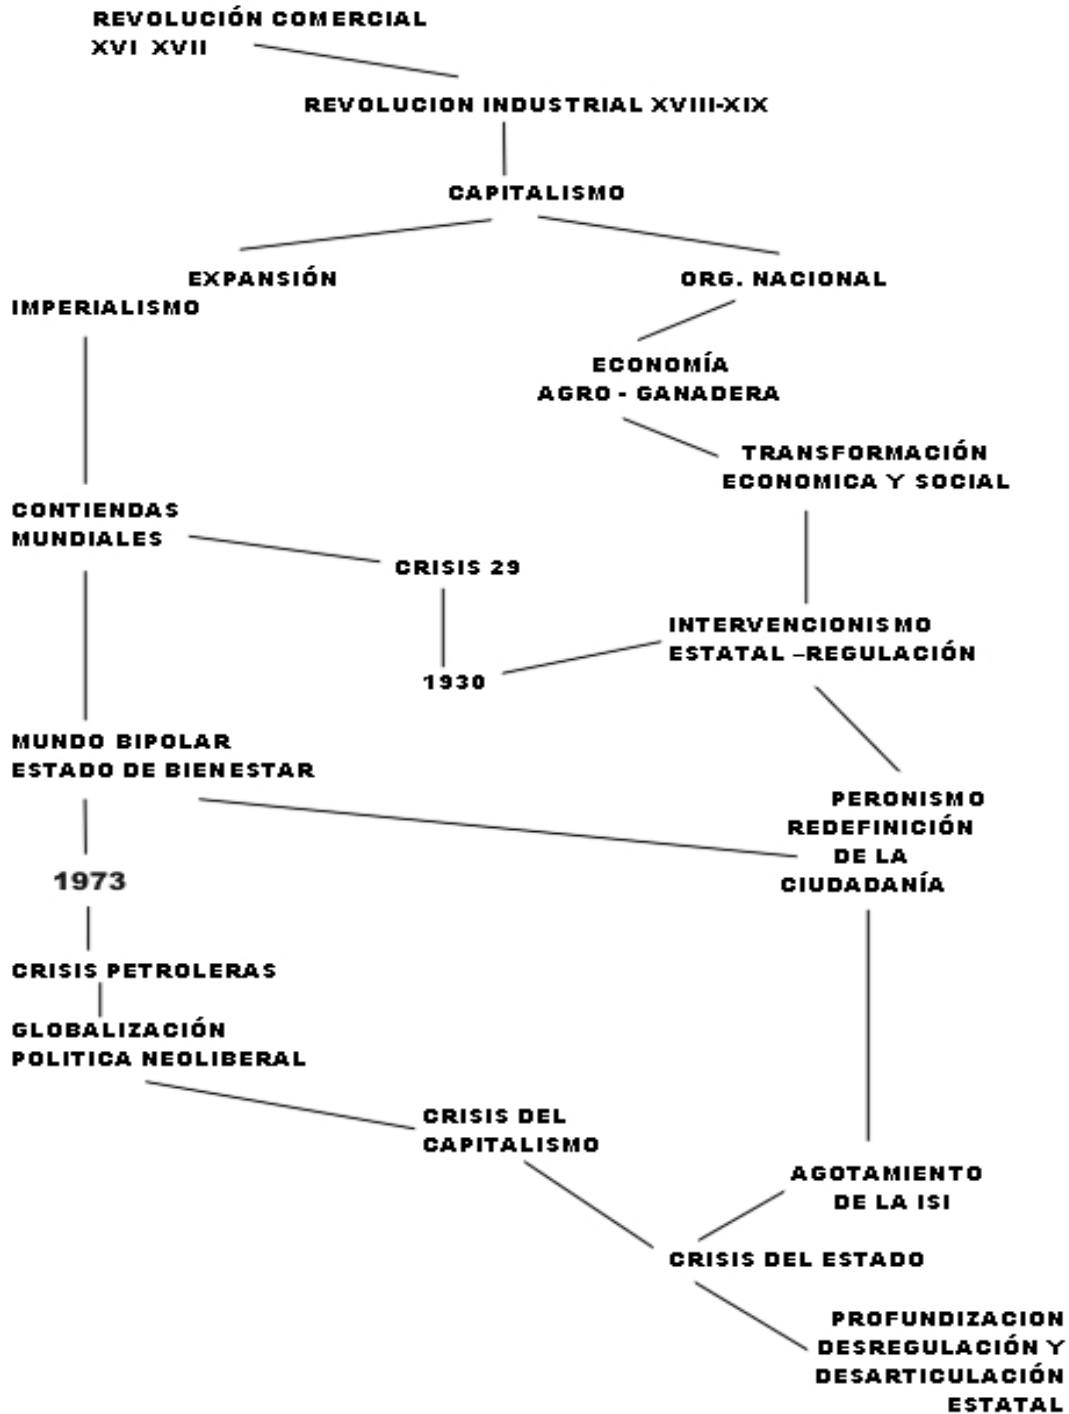 REVOLUCIÓN COMERCIAL
XVI XVII
REVOLUCION INDUSTRIAL XVIII-XIX
CAPITALISMO
EXPANSIÓN
IMPERIALISMO
ORG. NACIONAL
ECONOMÍA
AGRO - GANADERA
TRANSFORMACIÓN
ECONOMICA Y SOCIAL
CONTIENDAS
MUNDIALES
CRISIS 29
1930
INTERVENCIONISMO
ESTATAL –REGULACIÓN
MUNDO BIPOLAR
ESTADO DE BIENESTAR
PERONISMO
REDEFINICIÓN
DE LA
CIUDADANÍA
1973
CRISIS PETROLERAS
GLOBALIZACIÓN
POLITICA NEOLIBERAL
CRISIS DEL
CAPITALISMO
AGOTAMIENTO
DE LA ISI
CRISIS DEL ESTADO
PROFUNDIZACION
DESREGULACIÓN Y
DESARTICULACIÓN
ESTATAL